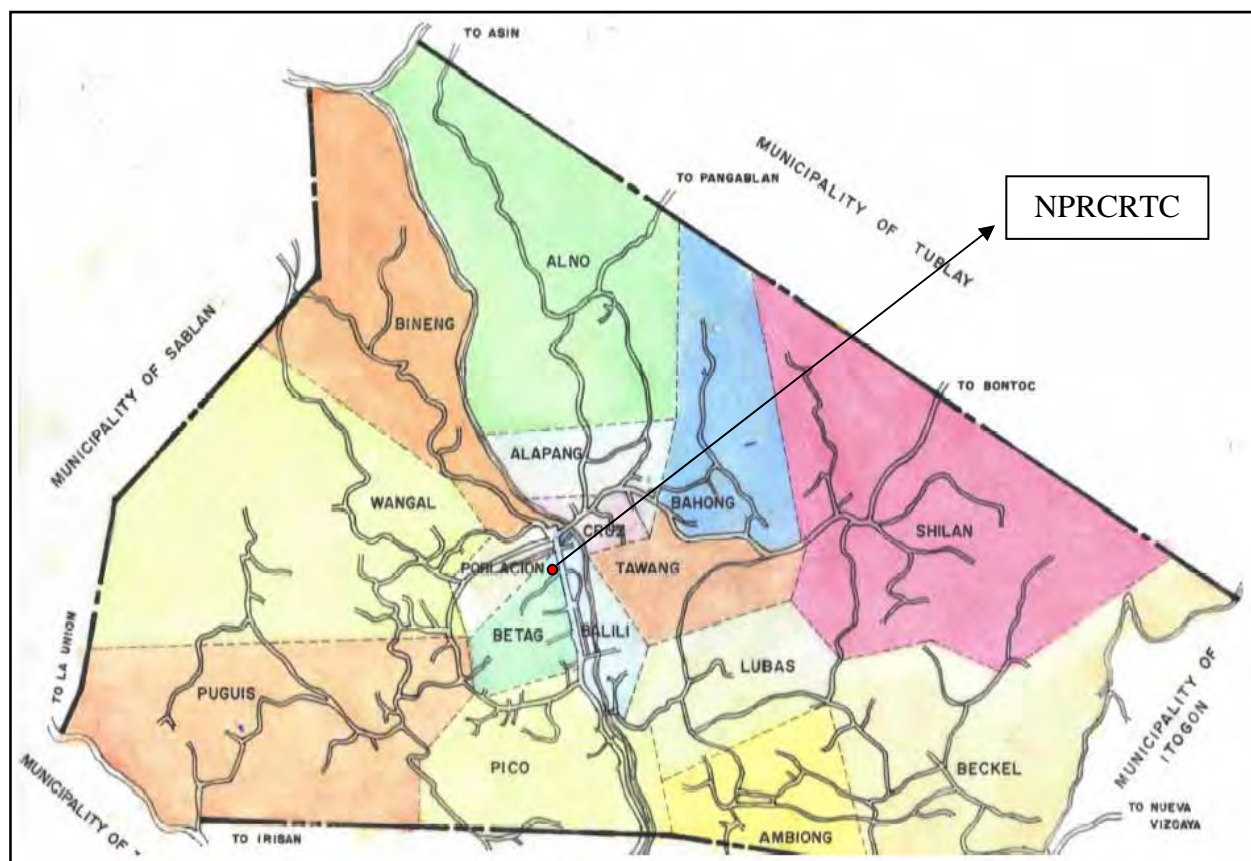 TO ASIN
MUNICIPALITY OF TUBLAY
TO PANGABLAN
NPRCRTC
ALNO
BINENG
MUNICIPALITY OF SABLAN
TO BONTOC
ALAPANG
WANGAL
BAHONG
CRUZ
SHILAN
POBLACION
TAWANG
BETAG
BALILI
LUBAS
TO LA UNION
PUGUIS
MUNICIPALITY OF
ITOGON
PICO
BECKEL
MUNICIPALITY OF
TO NUEVA
VIZCAYA
TO IRISAN
AMBIONG